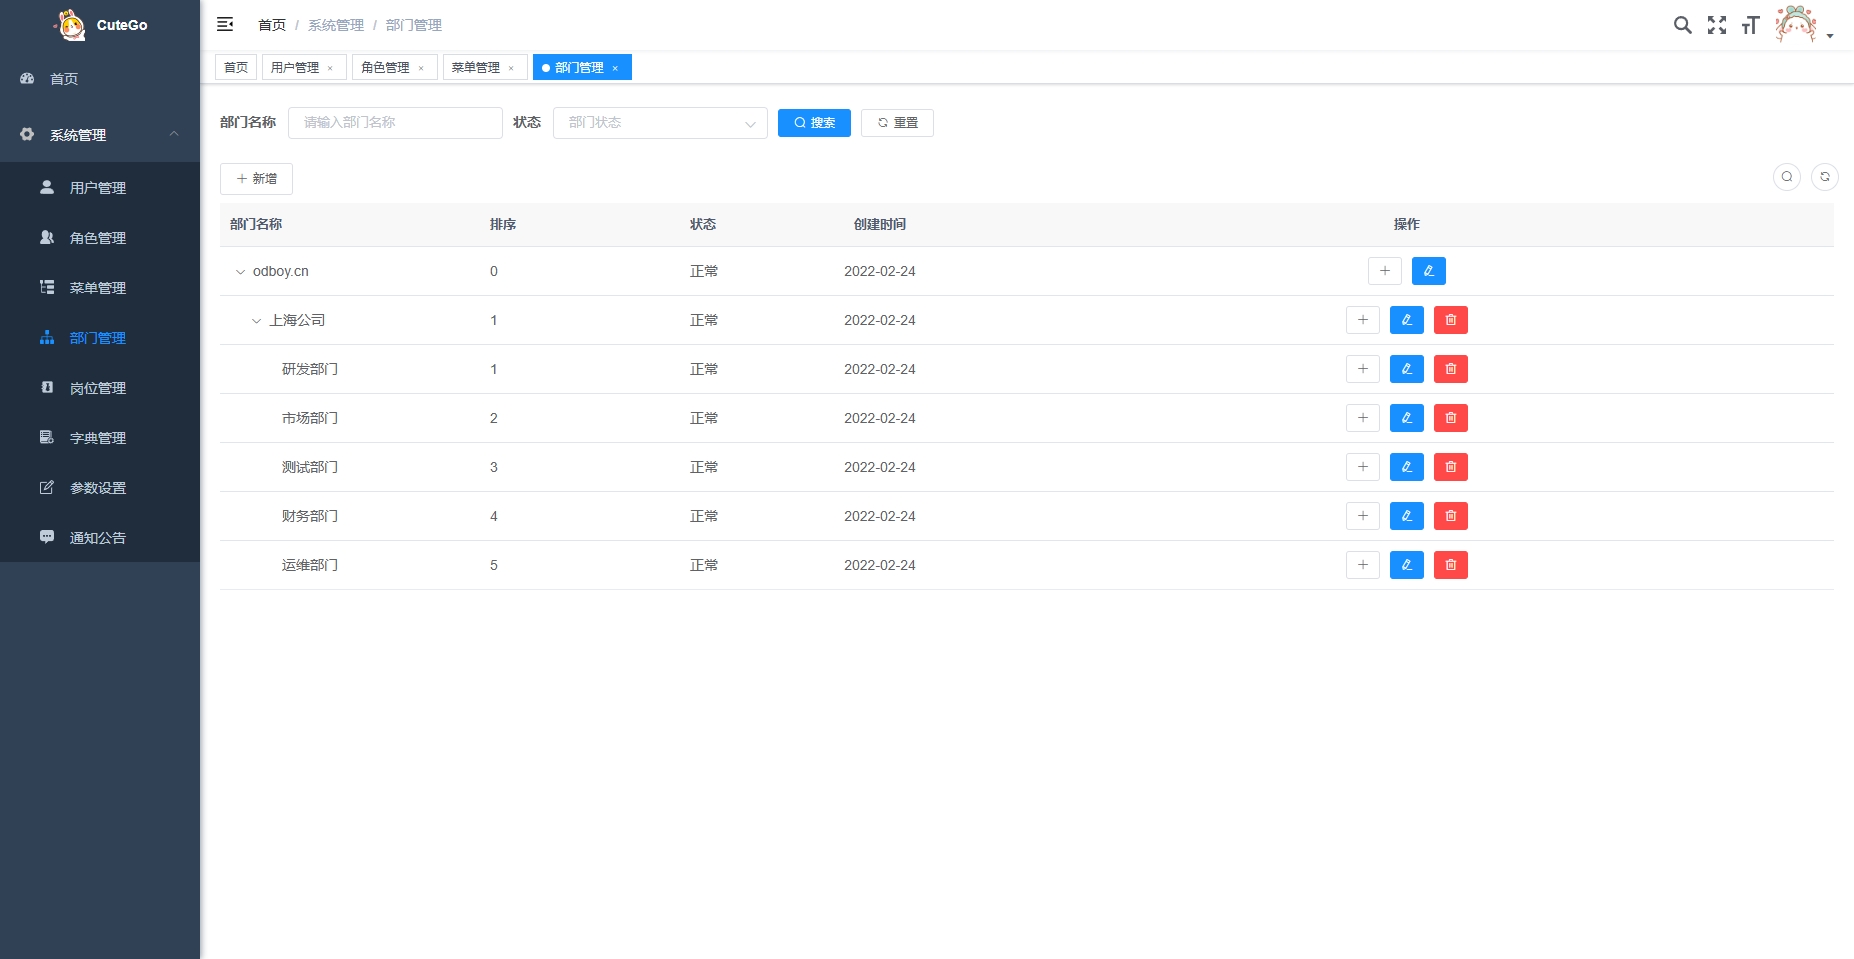 CuteGo
首页
系统管理
用户管理
角色管理
菜单管理
部门管理
岗位管理
字典管理
参数设置
通知公告
首页 / 系统管理 / 部门管理
首页 用户管理 × 角色管理 × 菜单管理 × 部门管理 ×
部门名称 请输入部门名称 状态 部门状态 搜索 重置
新增
部门名称 排序 状态 创建时间 操作
odboy.cn 0 正常 2022-02-24
上海公司 1 正常 2022-02-24
研发部门 1 正常 2022-02-24
市场部门 2 正常 2022-02-24
测试部门 3 正常 2022-02-24
财务部门 4 正常 2022-02-24
运维部门 5 正常 2022-02-24